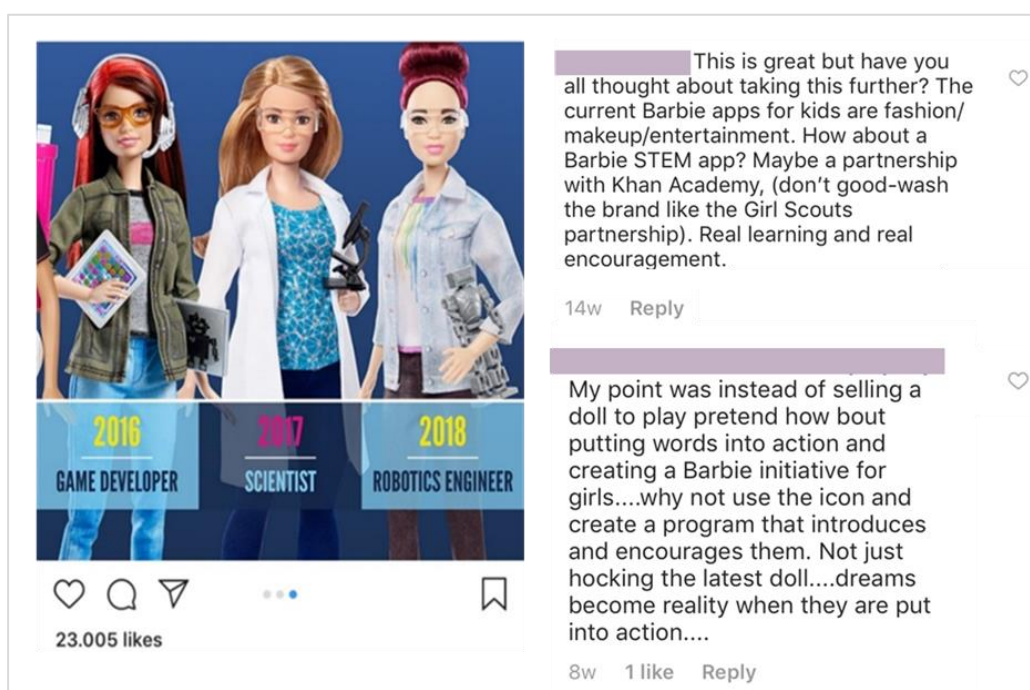 2016
GAME DEVELOPER
2017
SCIENTIST
2018
ROBOTICS ENGINEER
23.005 likes
This is great but have you
all thought about taking this further? The
current Barbie apps for kids are fashion/
makeup/entertainment. How about a
Barbie STEM app? Maybe a partnership
with Khan Academy, (don't good-wash
the brand like the Girl Scouts
partnership). Real learning and real
encouragement.
14w Reply
My point was instead of selling a
doll to play pretend how bout
putting words into action and
creating a Barbie initiative for
girls....why not use the icon and
create a program that introduces
and encourages them. Not just
hocking the latest doll....dreams
become reality when they are put
into action....
8w 1 like Reply